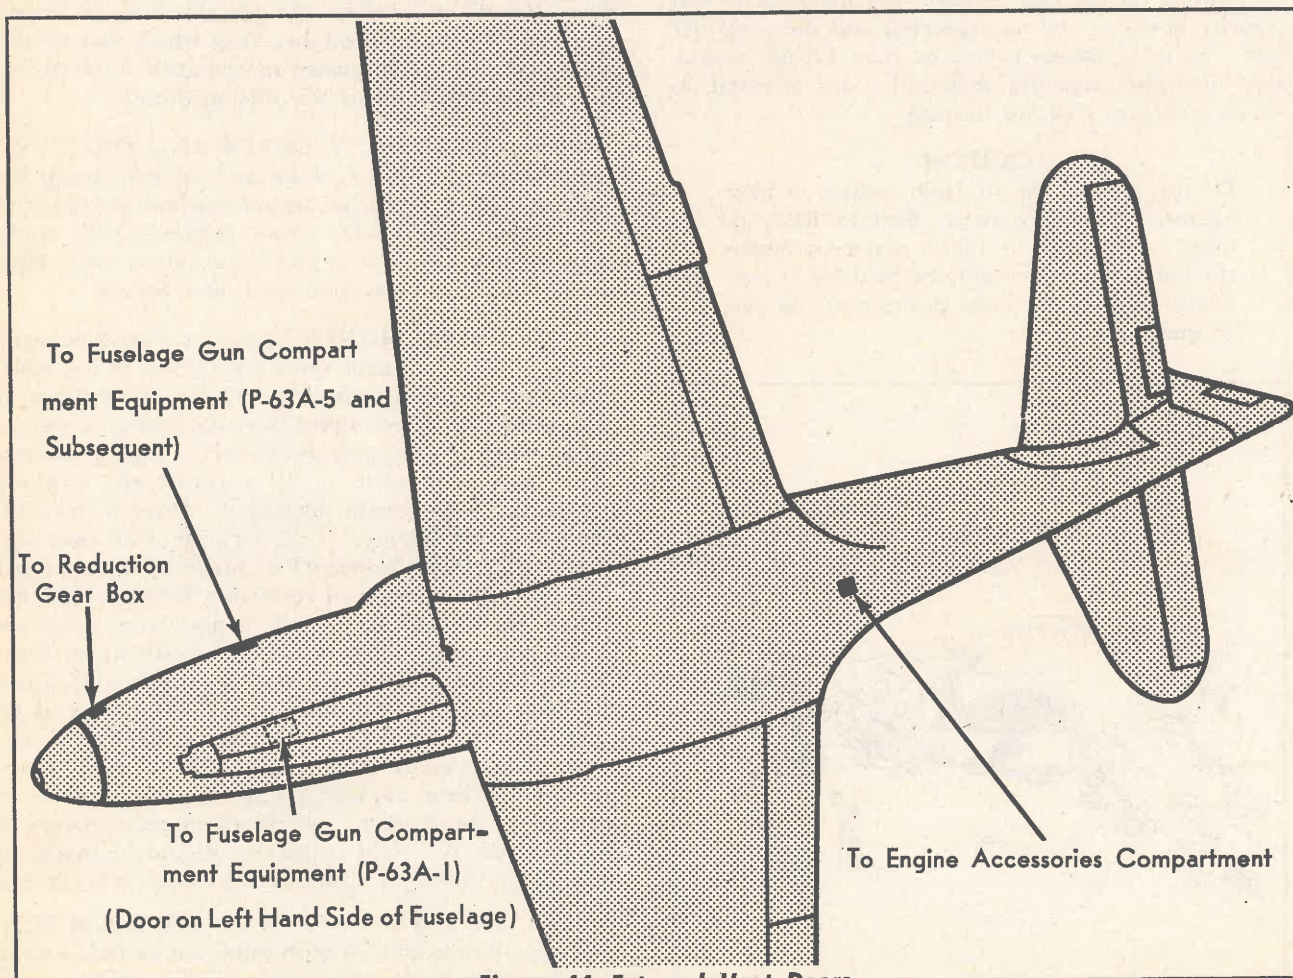 To Fuselage Gun Compart
ment Equipment (P-63A-5 and
Subsequent)
To Reduction
Gear Box
To Fuselage Gun Compart-
ment Equipment (P-63A-1)
(Door on Left Hand Side of Fuselage)
To Engine Accessories Compartment